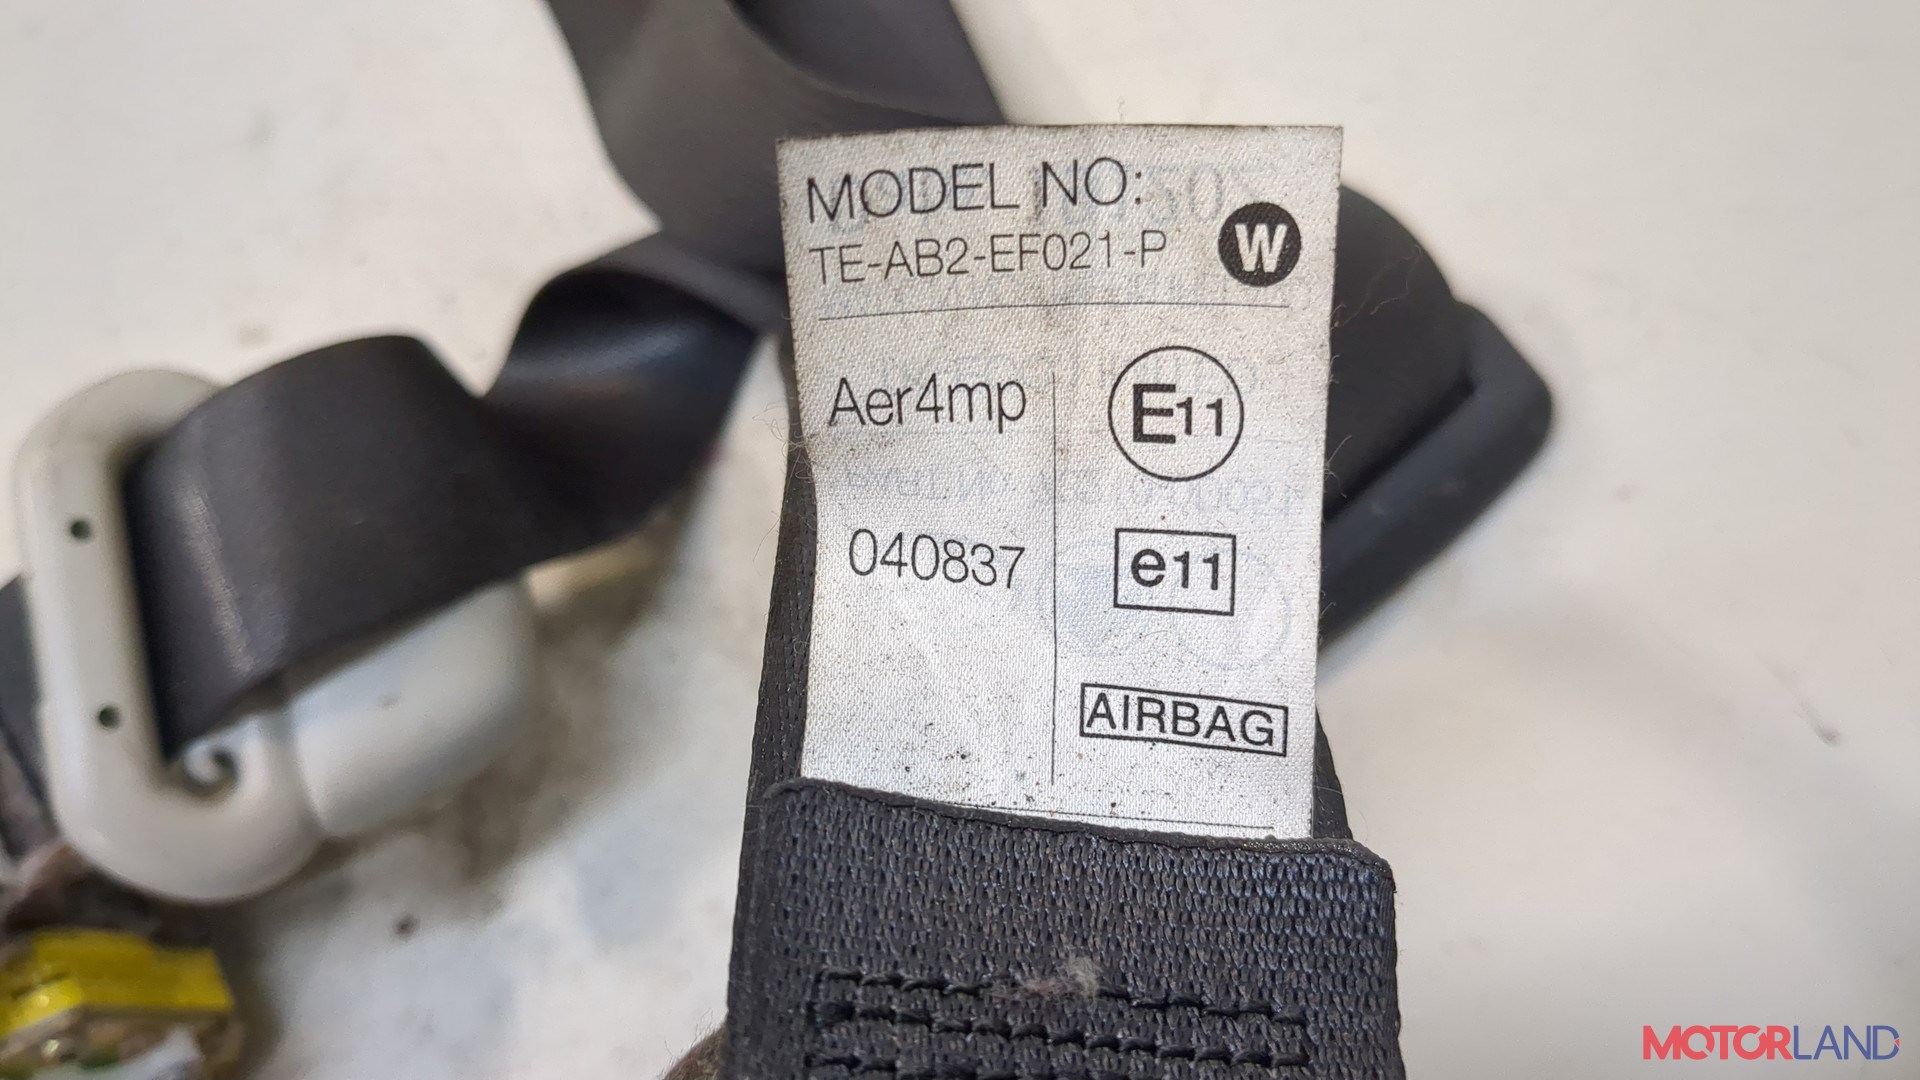 MODEL NO:
TE-AB2-EF021-P
W
Aer4mp
E11
040837
e11
AIRBAG
MOTORLAND